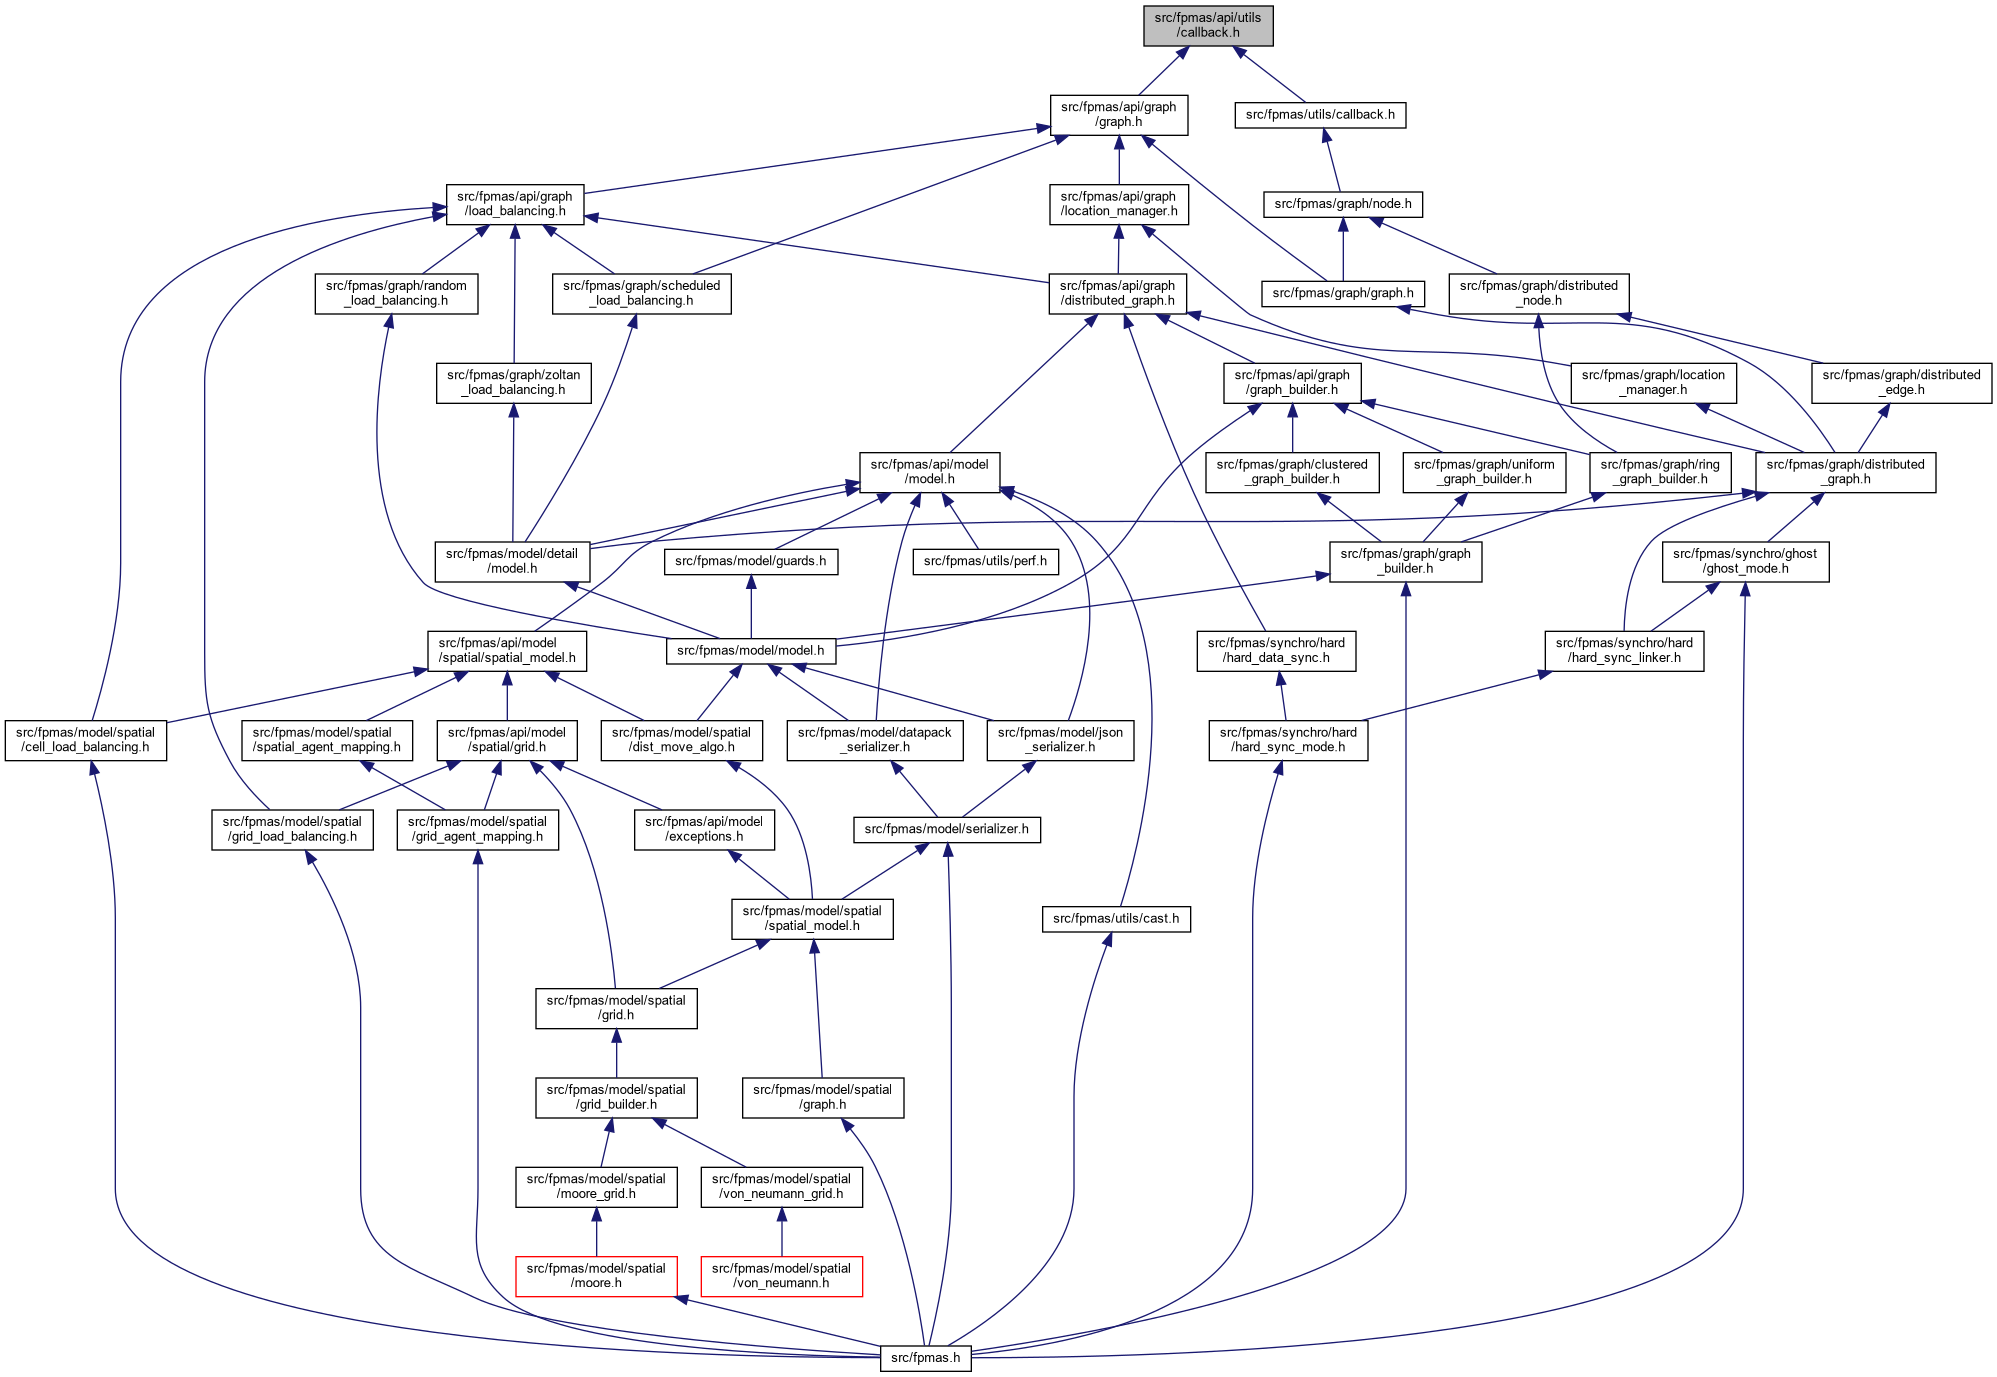 src/fpmas/api/utils
/callback.h
src/fpmas/api/graph
/graph.h
src/fpmas/utils/callback.h
src/fpmas/api/graph
/load_balancing.h
src/fpmas/api/graph
/location_manager.h
src/fpmas/graph/node.h
src/fpmas/graph/random
_load_balancing.h
src/fpmas/graph/scheduled
_load_balancing.h
src/fpmas/api/graph
/distributed_graph.h
src/fpmas/graph/graph.h
src/fpmas/graph/distributed
_node.h
src/fpmas/graph/zoltan
_load_balancing.h
src/fpmas/api/graph
/graph_builder.h
src/fpmas/graph/location
_manager.h
src/fpmas/graph/distributed
_edge.h
src/fpmas/api/model
/model.h
src/fpmas/graph/clustered
_graph_builder.h
src/fpmas/graph/uniform
_graph_builder.h
src/fpmas/graph/ring
_graph_builder.h
src/fpmas/graph/distributed
_graph.h
src/fpmas/model/detail
/model.h
src/fpmas/model/guards.h
src/fpmas/utils/perf.h
src/fpmas/graph/graph
_builder.h
src/fpmas/synchro/ghost
/ghost_mode.h
src/fpmas/api/model
/spatial/spatial_model.h
src/fpmas/model/model.h
src/fpmas/synchro/hard
/hard_data_sync.h
src/fpmas/synchro/hard
/hard_sync_linker.h
src/fpmas/model/spatial
/cell_load_balancing.h
src/fpmas/model/spatial
/spatial_agent_mapping.h
src/fpmas/api/model
/spatial/grid.h
src/fpmas/model/spatial
/dist_move_algo.h
src/fpmas/model/datapack
_serializer.h
src/fpmas/model/json
_serializer.h
src/fpmas/synchro/hard
/hard_sync_mode.h
src/fpmas/model/spatial
/grid_load_balancing.h
src/fpmas/model/spatial
/grid_agent_mapping.h
src/fpmas/api/model
/exceptions.h
src/fpmas/model/serializer.h
src/fpmas/model/spatial
/spatial_model.h
src/fpmas/utils/cast.h
src/fpmas/model/spatial
/grid.h
src/fpmas/model/spatial
/grid_builder.h
src/fpmas/model/spatial
/graph.h
src/fpmas/model/spatial
/moore_grid.h
src/fpmas/model/spatial
/von_neumann_grid.h
src/fpmas/model/spatial
/moore.h
src/fpmas/model/spatial
/von_neumann.h
src/fpmas.h